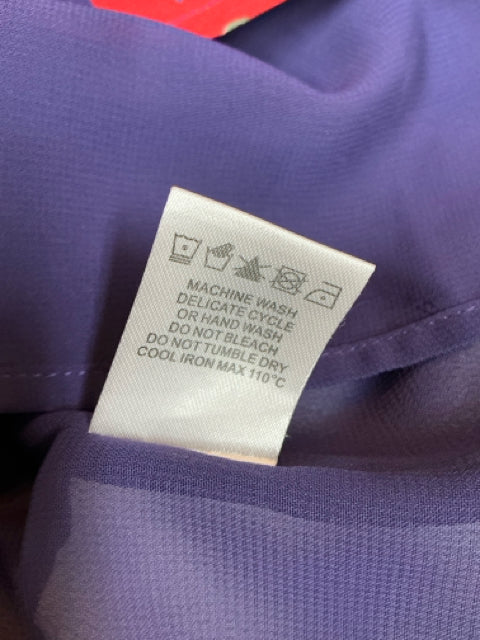 MACHINE WASH
DELICATE CYCLE
OR HAND WASH
DO NOT BLEACH
DO NOT TUMBLE DRY
COOL IRON MAX 110°C